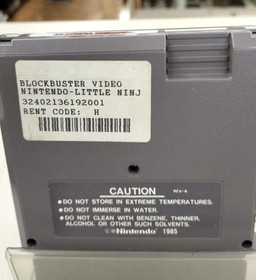 BLOCKBUSTER VIDEO
NINTENDO-LITTLE NINJ
32402136192001
RENT CODE: H
CAUTION
REV-A
• DO NOT STORE IN EXTREME TEMPERATURES.
• DO NOT IMMERSE IN WATER.
• DO NOT CLEAN WITH BENZENE, THINNER,
ALCOHOL OR OTHER SUCH SOLVENTS.
©Nintendo 1985